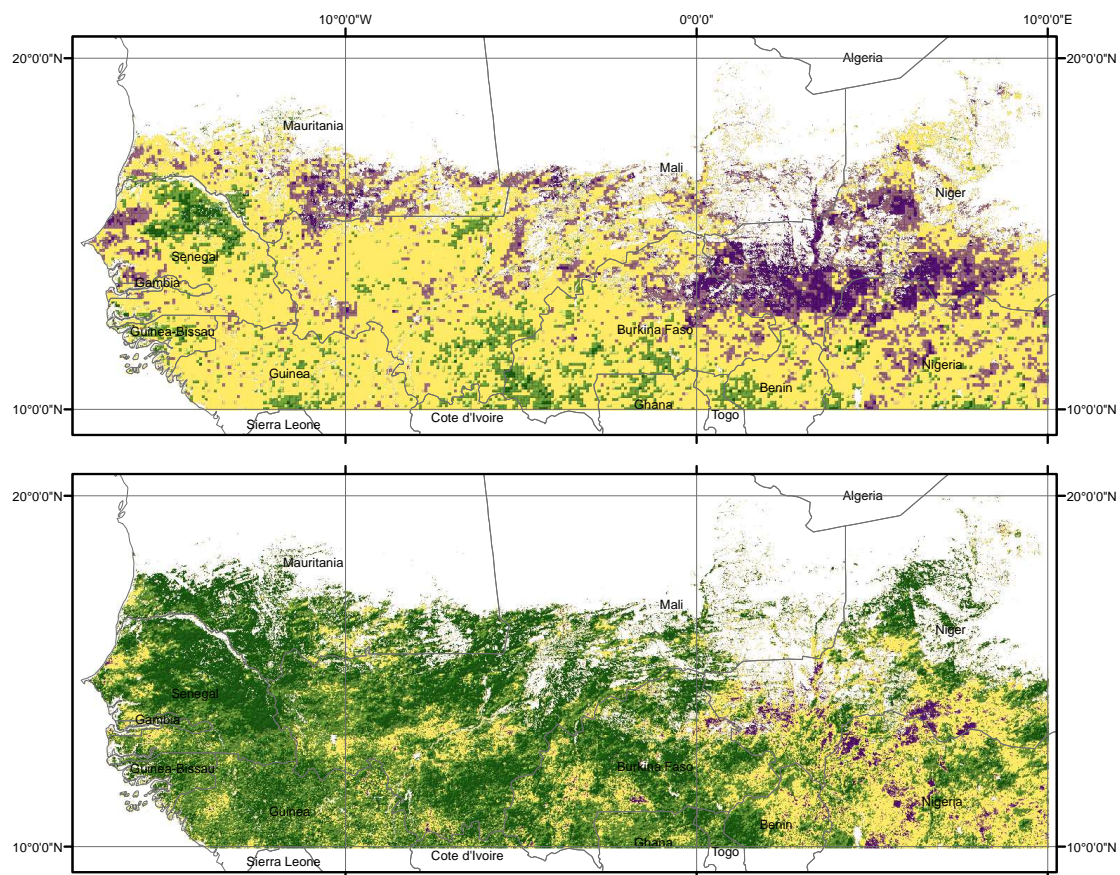 10°0'0"W 0°0'0" 10°0'0"E
20°0'0"N Algeria 20°0'0"N
Mauritania
Mali
Niger
Senegal
Gambia
Guinea-Bissau Burkina Faso
Nigeria
Guinea Benin
10°0'0"N Ghana 10°0'0"N
Sierra Leone Cote d'Ivoire Togo
20°0'0"N Algeria 20°0'0"N
Mauritania
Mali
Niger
Senegal
Gambia
Guinea-Bissau Burkina Faso
Nigeria
Guinea Benin
10°0'0"N Ghana 10°0'0"N
Sierra Leone Cote d'Ivoire Togo